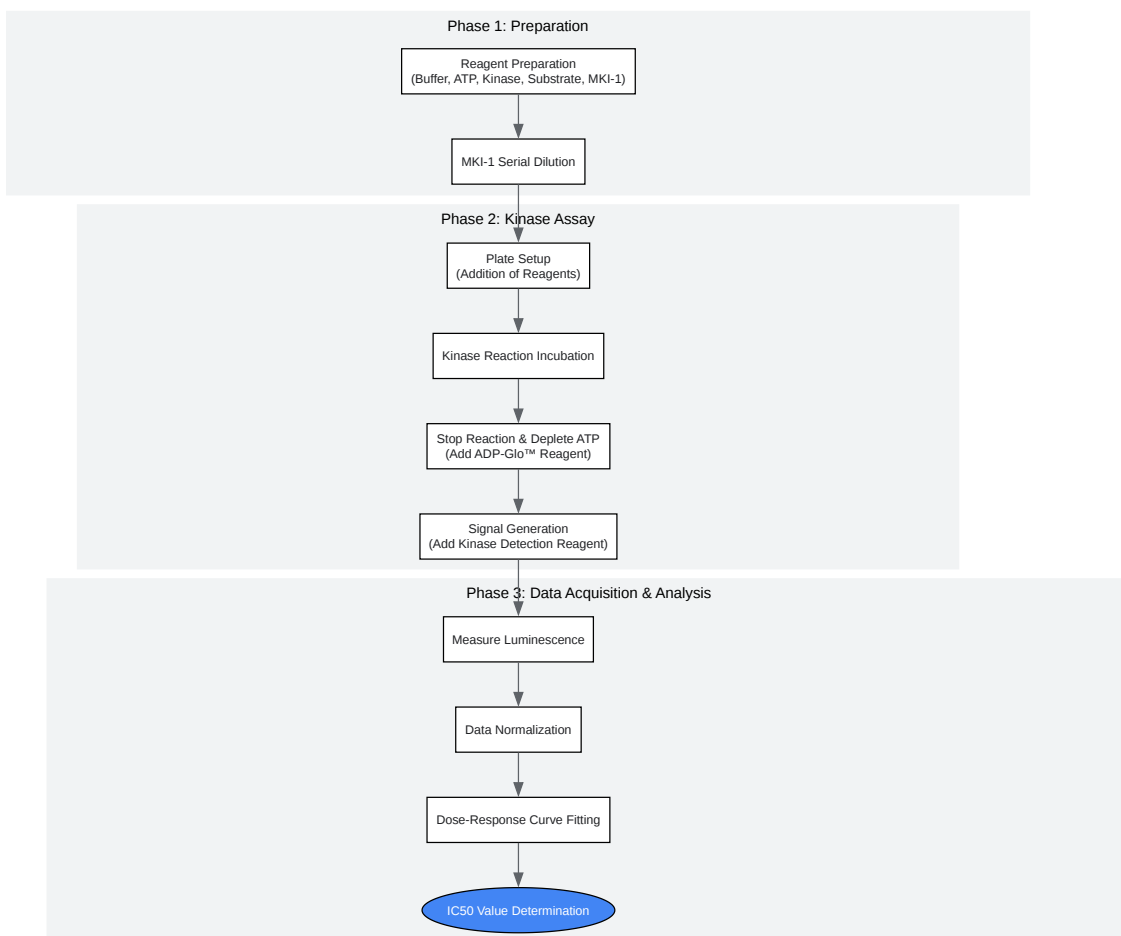 Phase 1: Preparation
Reagent Preparation
(Buffer, ATP, Kinase, Substrate, MKI-1)
MKI-1 Serial Dilution
Phase 2: Kinase Assay
Plate Setup
(Addition of Reagents)
Kinase Reaction Incubation
Stop Reaction & Deplete ATP
(Add ADP-Glo™ Reagent)
Signal Generation
(Add Kinase Detection Reagent)
Phase 3: Data Acquisition & Analysis
Measure Luminescence
Data Normalization
Dose-Response Curve Fitting
IC50 Value Determination